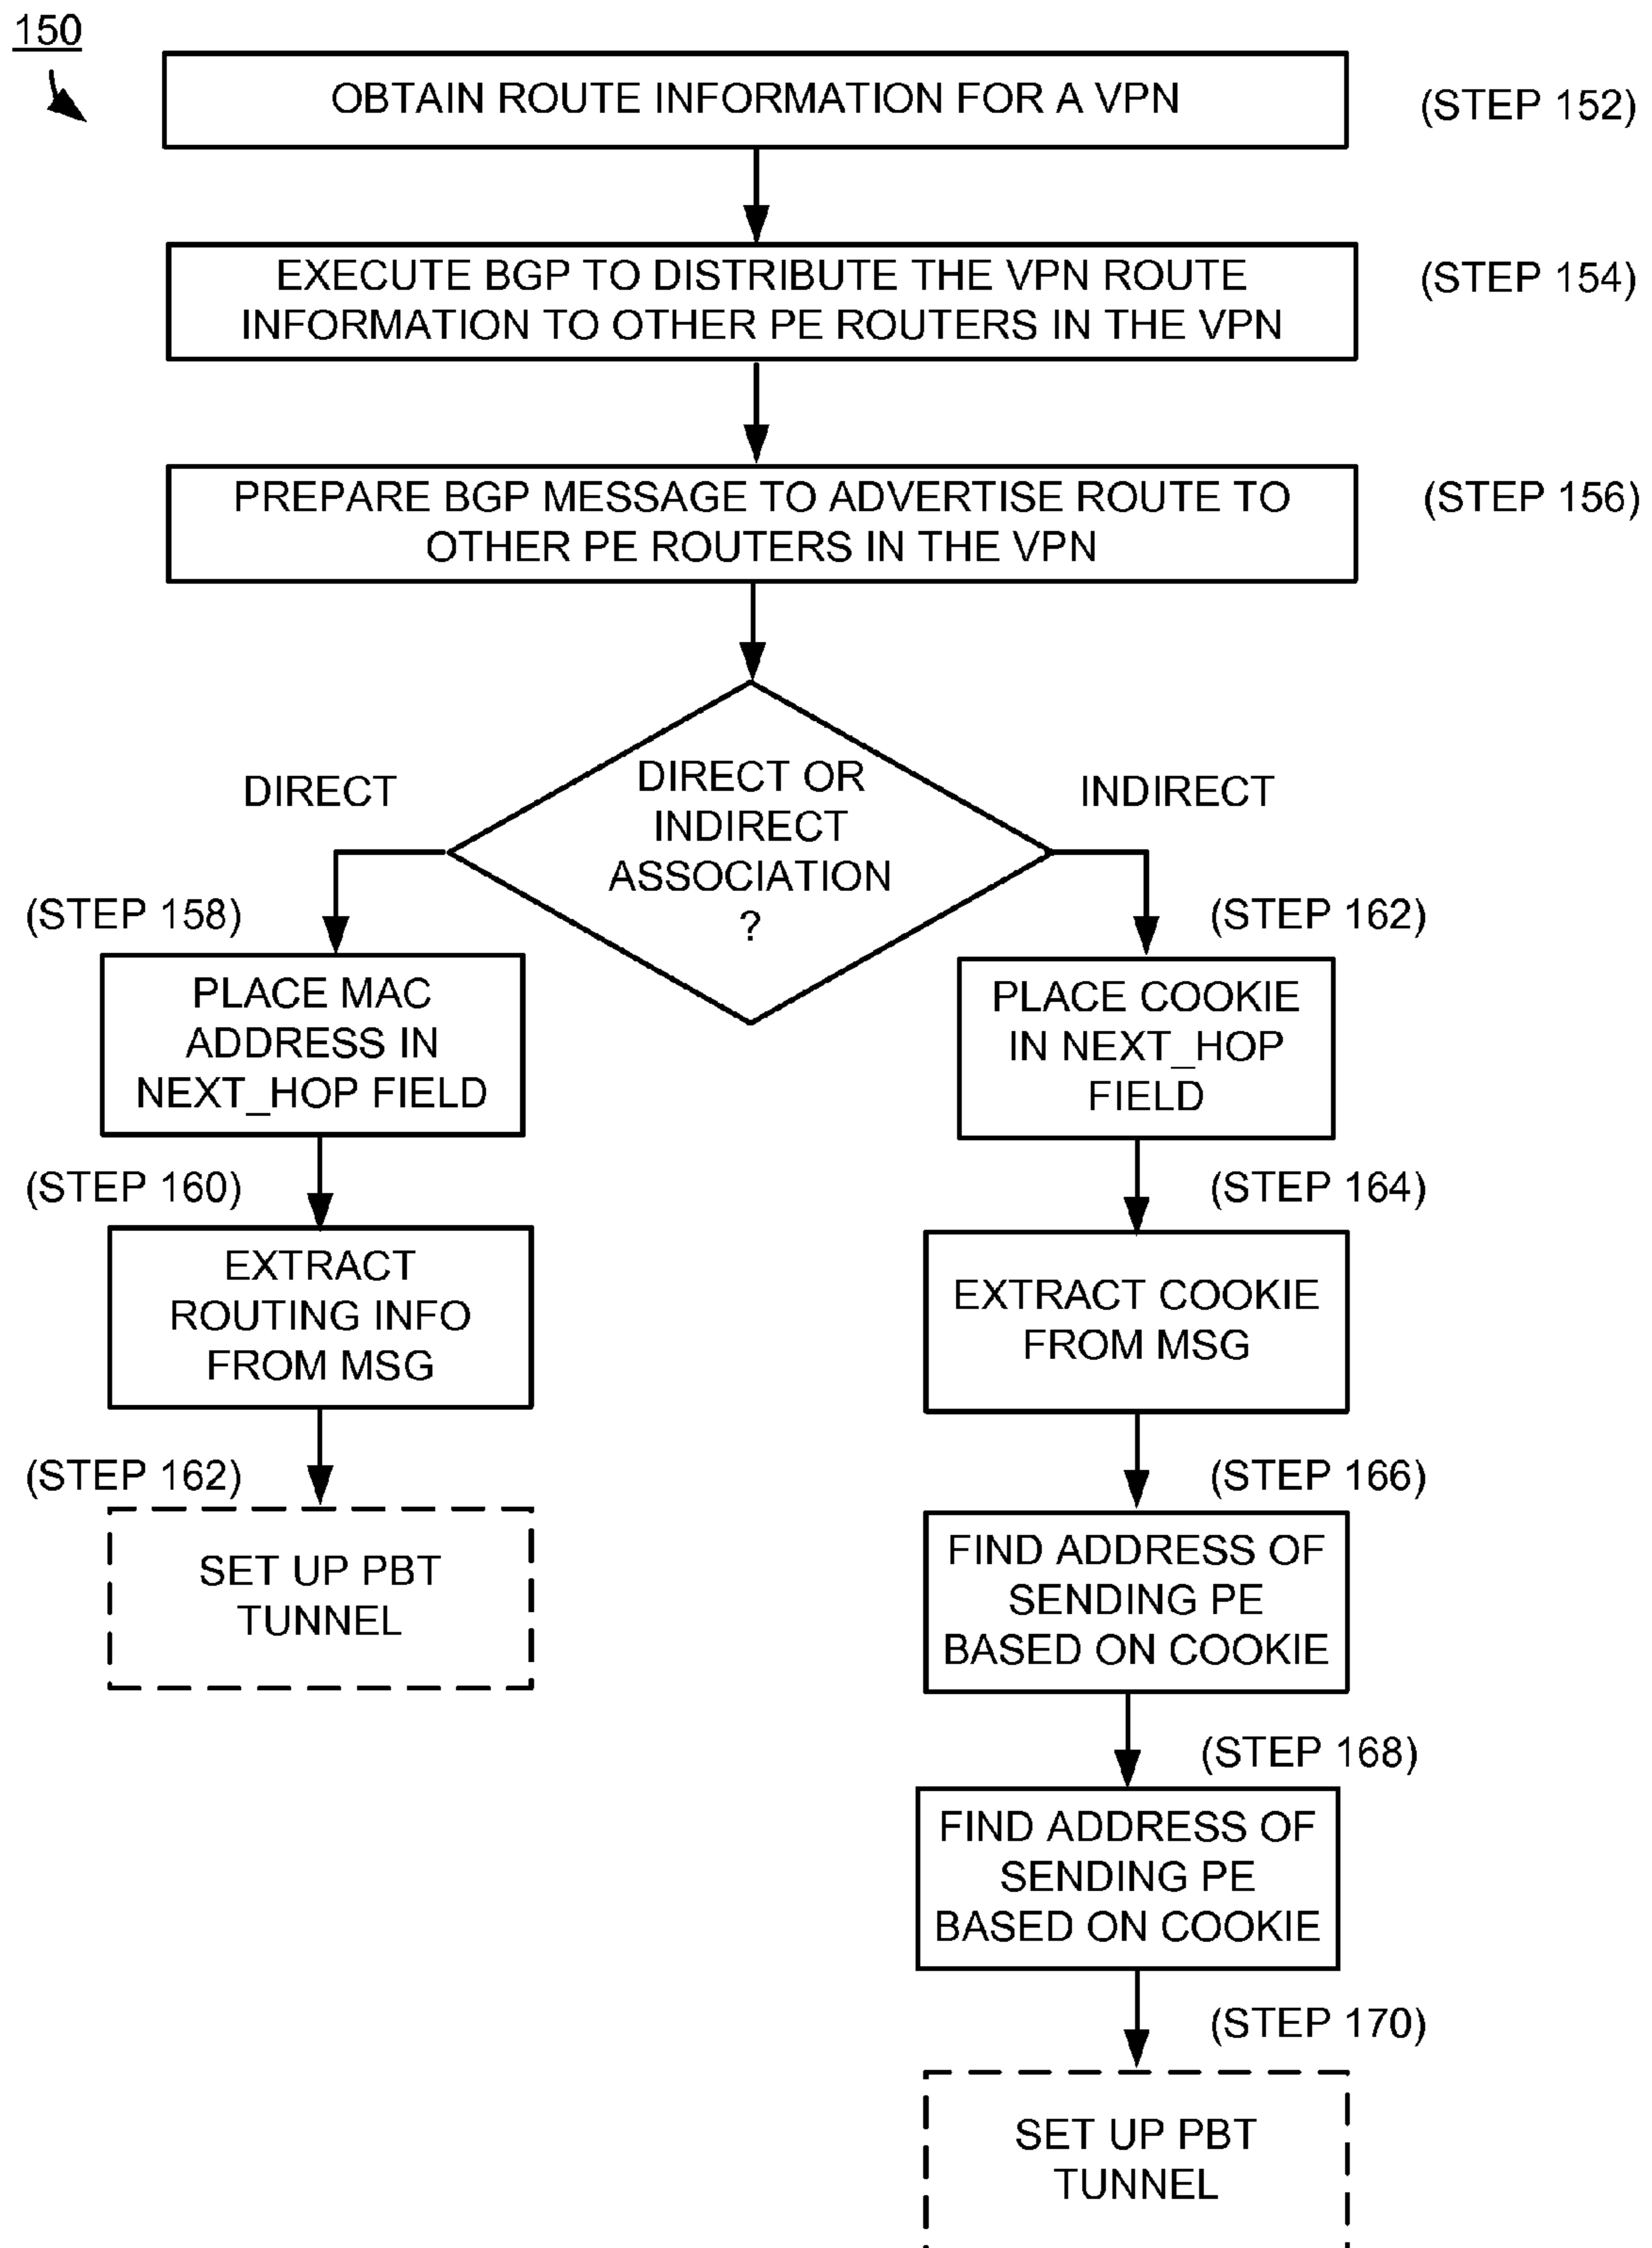 150
OBTAIN ROUTE INFORMATION FOR A VPN
(STEP 152)
EXECUTE BGP TO DISTRIBUTE THE VPN ROUTE
INFORMATION TO OTHER PE ROUTERS IN THE VPN
(STEP 154)
PREPARE BGP MESSAGE TO ADVERTISE ROUTE TO
OTHER PE ROUTERS IN THE VPN
(STEP 156)
DIRECT OR
INDIRECT
ASSOCIATION
?
DIRECT
(STEP 158)
PLACE MAC
ADDRESS IN
NEXT_HOP FIELD
(STEP 160)
EXTRACT
ROUTING INFO
FROM MSG
(STEP 162)
SET UP PBT
TUNNEL
INDIRECT
(STEP 162)
PLACE COOKIE
IN NEXT_HOP
FIELD
(STEP 164)
EXTRACT COOKIE
FROM MSG
(STEP 166)
FIND ADDRESS OF
SENDING PE
BASED ON COOKIE
(STEP 168)
FIND ADDRESS OF
SENDING PE
BASED ON COOKIE
(STEP 170)
SET UP PBT
TUNNEL